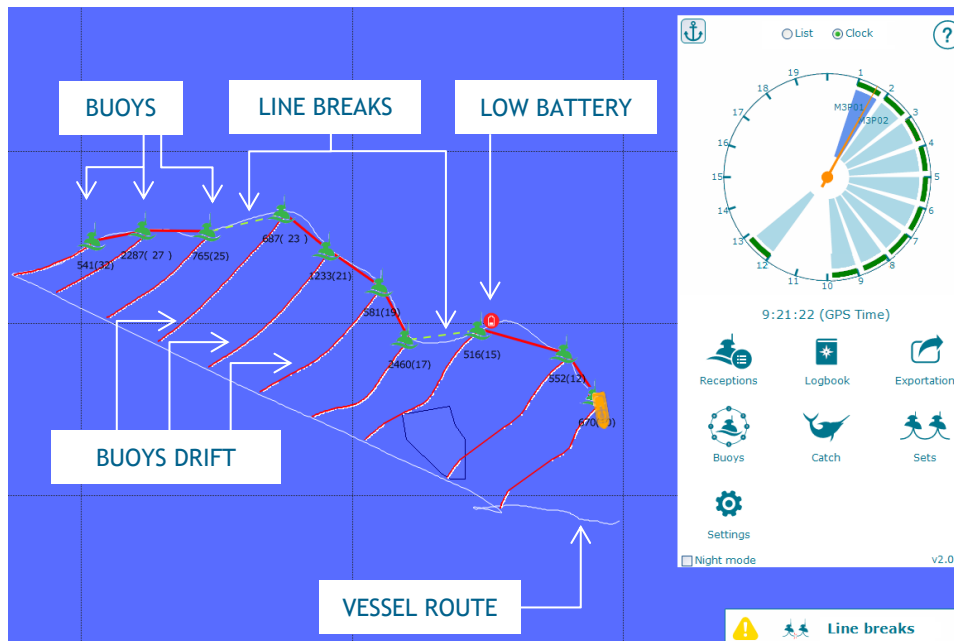 BUOYS
LINE BREAKS
LOW BATTERY
541(32)
2287( 27 )
765(25)
687( 23 )
1233(21)
581(19)
2460(17)
516(15)
552(12)
BUOYS DRIFT
VESSEL ROUTE
List
Clock
?
1
2
3
4
5
6
7
8
9
10
11
12
13
14
15
16
17
18
19
M3P01
M3P02
9:21:22 (GPS Time)
Receptions
Logbook
Exportation
Buoys
Catch
Sets
Settings
Night mode
v2.0
Line breaks